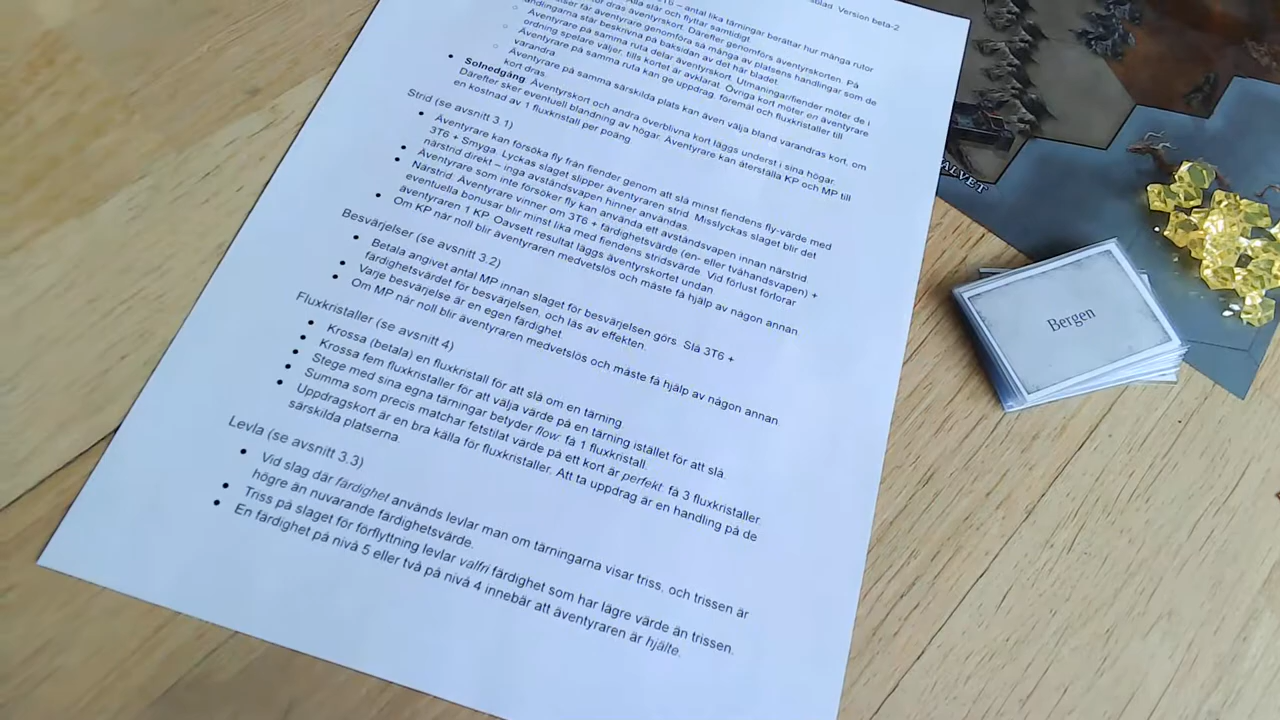 Version beta-2
– antal lika tärningar berättar hur många rutor
Alla slår och flyttar samtidigt.
för dras äventyrskort. Därefter genomförs äventyrskorten. På
får äventyrare genomföra så många av platsens handlingar som de
handlingarna står beskrivna på baksidan av det här bladet.
Äventyrare på samma ruta delar äventyrskort. Utmaningar/fiender möter de i
ordning spelare väljer, tills kortet är avklarat. Övriga kort möter en äventyrare
Äventyrare på samma ruta kan ge uppdrag, föremål och fluxkristaller till
varandra.
Äventyrare på samma särskilda plats kan även välja bland varandras kort, om
kort dras.
Solnedgång. Äventyrskort och andra överblivna kort läggs underst i sina högar.
Därefter sker eventuell blandning av högar. Äventyrare kan återställa KP och MP till
en kostnad av 1 fluxkristall per poäng.
Strid (se avsnitt 3.1)
Äventyrare kan försöka fly från fiender genom att slå minst fiendens fly-värde med
3T6 + Smyga. Lyckas slaget slipper äventyraren strid. Misslyckas slaget blir det
närstrid direkt – inga avståndsvapen hinner användas.
Äventyrare som inte försöker fly kan använda ett avståndsvapen innan närstrid.
Närstrid. Äventyrare vinner om 3T6 + färdighetsvärde (en- eller tvåhandsvapen) +
eventuella bonusar blir minst lika med fiendens stridsvärde. Vid förlust förlorar
äventyraren 1 KP. Oavsett resultat läggs äventyrskortet undan.
Om KP når noll blir äventyraren medvetslös och måste få hjälp av någon annan.
Besvärjelser (se avsnitt 3.2)
Betala angivet antal MP innan slaget för besvärjelsen görs. Slå 3T6 +
färdighetsvärdet för besvärjelsen, och läs av effekten.
Varje besvärjelse är en egen färdighet.
Om MP når noll blir äventyraren medvetslös och måste få hjälp av någon annan.
Fluxkristaller (se avsnitt 4)
Krossa (betala) en fluxkristall för att slå om en tärning.
Krossa fem fluxkristaller för att välja värde på en tärning istället för att slå.
Stege med sina egna tärningar betyder flow: få 1 fluxkristall.
Summa som precis matchar fetstilat värde på ett kort är perfekt: få 3 fluxkristaller.
Uppdragskort är en bra källa för fluxkristaller. Att ta uppdrag är en handling på de
särskilda platserna.
Levla (se avsnitt 3.3)
Vid slag där färdighet används levlar man om tärningarna visar triss, och trissen är
högre än nuvarande färdighetsvärde.
Triss på slaget för förflyttning levlar valfri färdighet som har lägre värde än trissen.
En färdighet på nivå 5 eller två på nivå 4 innebär att äventyraren är hjälte.
Bergen